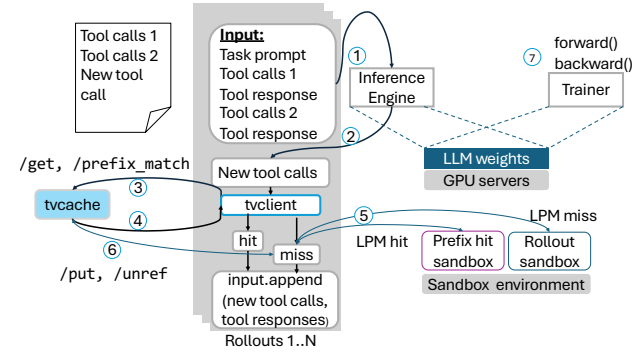 Tool calls 1
Tool calls 2
New tool
call
Input:
Task prompt
Tool calls 1
Tool response
Tool calls 2
Tool response
1
Inference
Engine
7
forward()
backward()
Trainer
2
LLM weights
GPU servers
New tool calls
/get, /prefix_match
3
tvcache
tvclient
4
5
LPM miss
hit
LPM hit
6
miss
Prefix hit
sandbox
Rollout
sandbox
/put, /unref
Sandbox environment
input.append
(new tool calls,
tool responses)
Rollouts 1..N